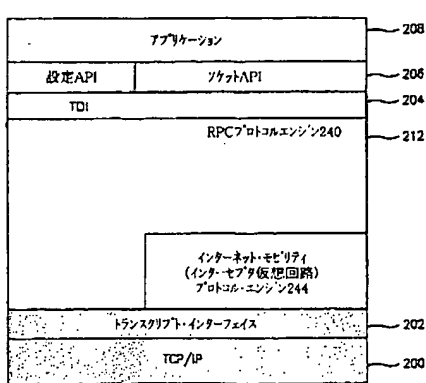 アプリケーション
208
設定API
ソケットAPI
206
TDI
204
RPCプロトコルエンジン240
212
インターネット・モビリティ
(インターセプタ仮想回路)
プロトコル・エンジン244
トランスクリプト・インターフェイス
202
TCP/IP
200